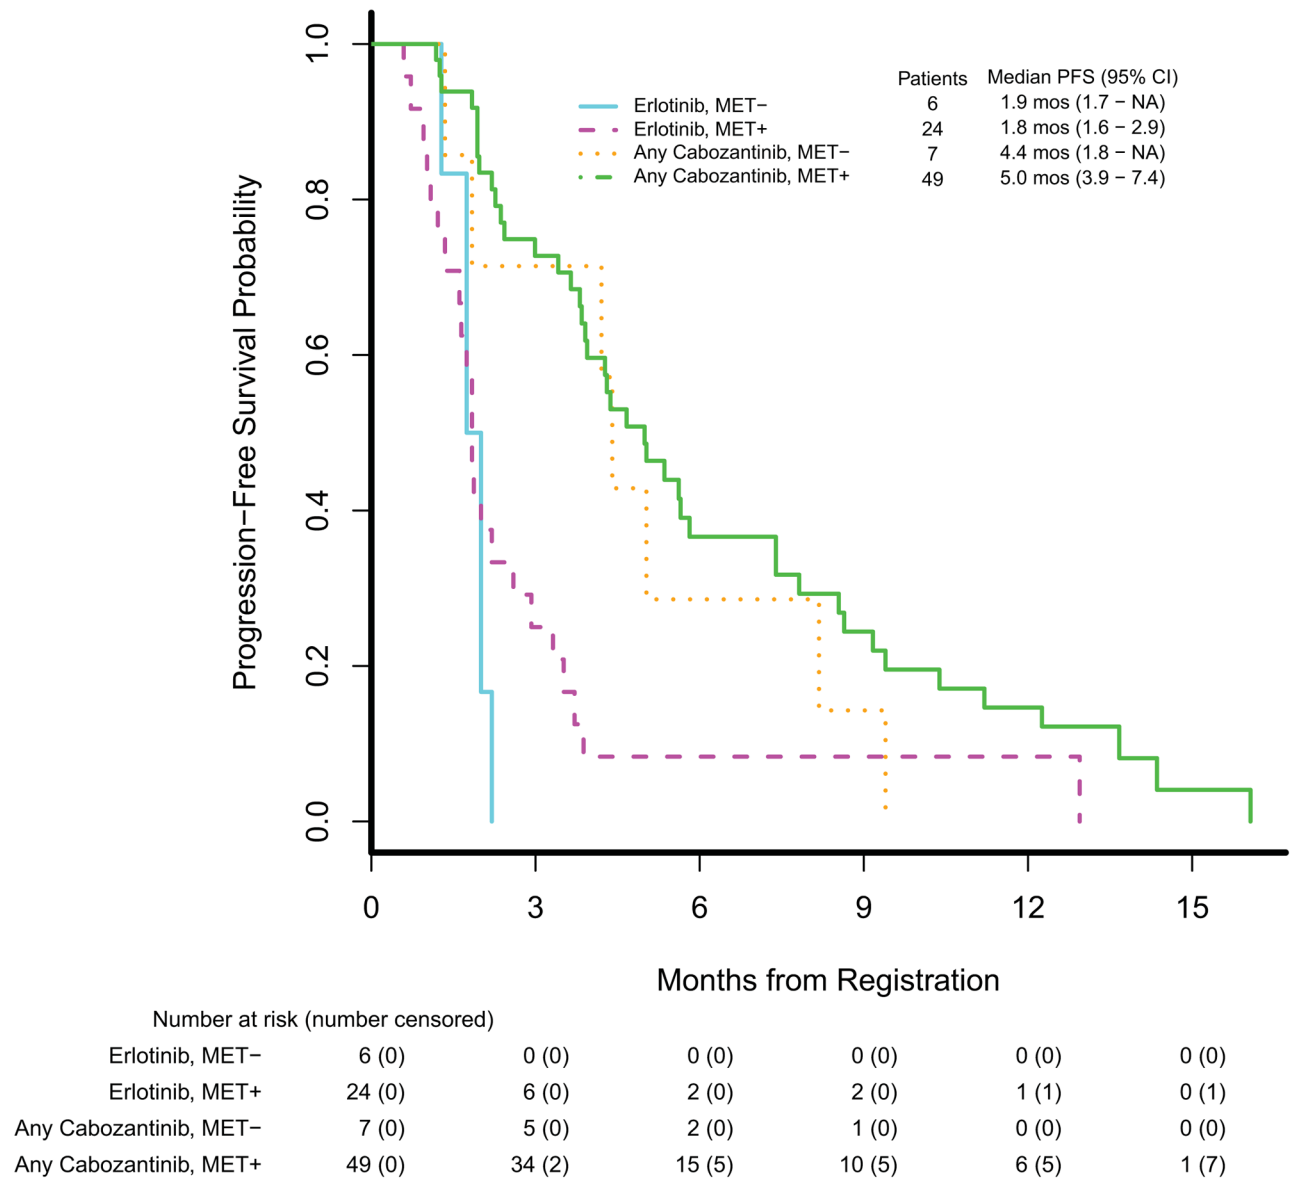 Patients Median PFS (95% CI)
Erlotinib, MET− 6 1.9 mos (1.7 − NA)
Erlotinib, MET+ 24 1.8 mos (1.6 − 2.9)
Any Cabozantinib, MET− 7 4.4 mos (1.8 − NA)
Any Cabozantinib, MET+ 49 5.0 mos (3.9 − 7.4)
Progression−Free Survival Probability
1.0
0.8
0.6
0.4
0.2
0.0
0 3 6 9 12 15
Months from Registration
Number at risk (number censored)
Erlotinib, MET− 6 (0) 0 (0) 0 (0) 0 (0) 0 (0) 0 (0)
Erlotinib, MET+ 24 (0) 6 (0) 2 (0) 2 (0) 1 (1) 0 (1)
Any Cabozantinib, MET− 7 (0) 5 (0) 2 (0) 1 (0) 0 (0) 0 (0)
Any Cabozantinib, MET+ 49 (0) 34 (2) 15 (5) 10 (5) 6 (5) 1 (7)